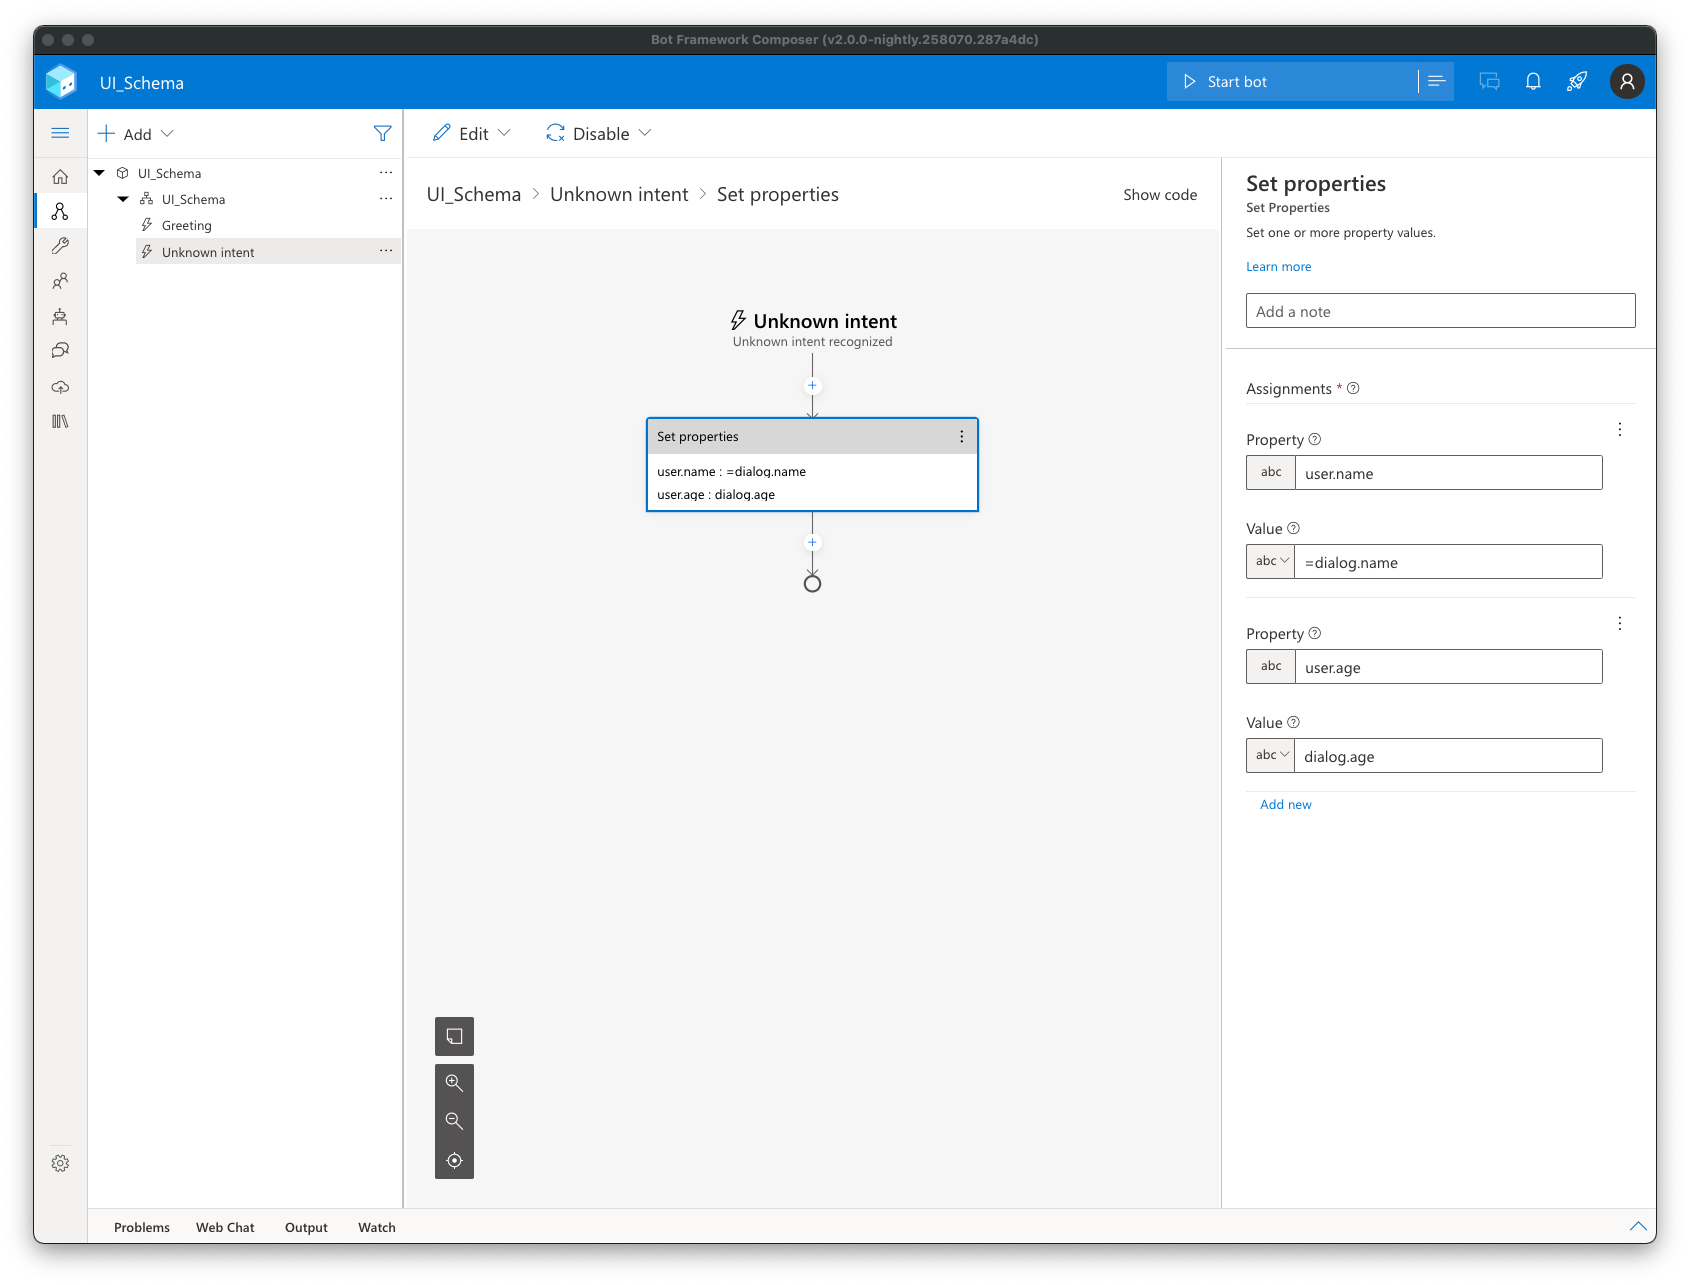 Bot Framework Composer (v2.0.0-nightly.258070.287a4dc)
UI_Schema
Start bot
Add
Edit
Disable
UI_Schema
UI_Schema
Greeting
Unknown intent
UI_Schema > Unknown intent > Set properties
Show code
Unknown intent
Unknown intent recognized
Set properties
user.name : =dialog.name
user.age : dialog.age
Set properties
Set Properties
Set one or more property values.
Learn more
Add a note
Assignments *
Property
abc user.name
Value
abc =dialog.name
Property
abc user.age
Value
abc dialog.age
Add new
Problems Web Chat Output Watch